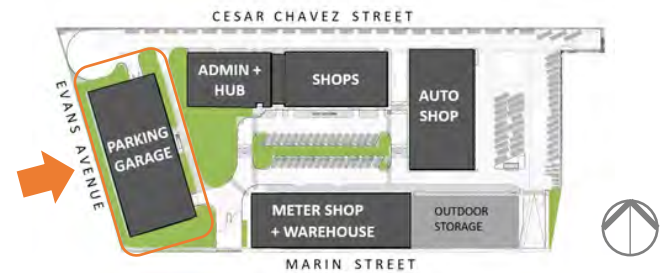 CESAR CHAVEZ STREET
EVANS AVENUE
PARKING
GARAGE
ADMIN +
HUB
SHOPS
AUTO
SHOP
METER SHOP
+ WAREHOUSE
OUTDOOR
STORAGE
MARIN STREET